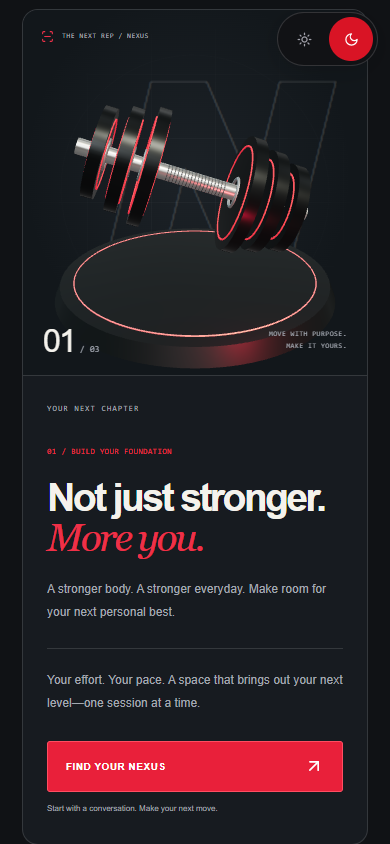 THE NEXT REP / NEXUS
01 / 03
MOVE WITH PURPOSE.
MAKE IT YOURS.
YOUR NEXT CHAPTER
01 / BUILD YOUR FOUNDATION
Not just stronger.
More you.
A stronger body. A stronger everyday. Make room for
your next personal best.
Your effort. Your pace. A space that brings out your next
level—one session at a time.
FIND YOUR NEXUS
Start with a conversation. Make your next move.